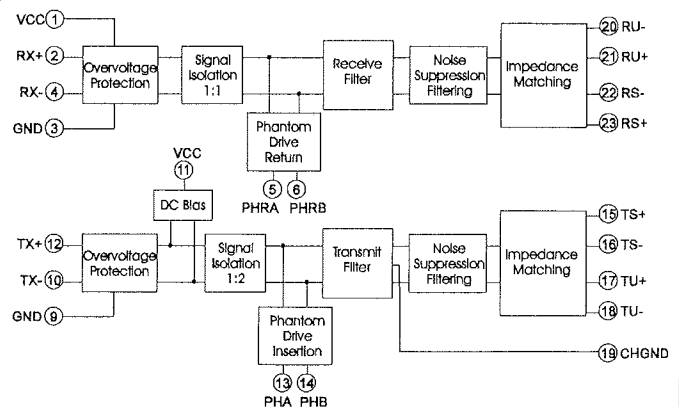 VCC 1
RX+ 2
RX- 4
GND 3
Overvoltage
Protection
Signal
Isolation
1:1
Receive
Filter
Noise
Suppression
Filtering
Impedance
Matching
20 RU-
21 RU+
22 RS-
23 RS+
Phantom
Drive
Return
5
6
PHRA
PHRB
VCC
11
DC Bias
TX+ 12
TX- 10
GND 9
Overvoltage
Protection
Signal
Isolation
1:2
Transmit
Filter
Noise
Suppression
Filtering
Impedance
Matching
15 TS+
16 TS-
17 TU+
18 TU-
19 CHGND
Phantom
Drive
Insertion
13
14
PHA
PHB